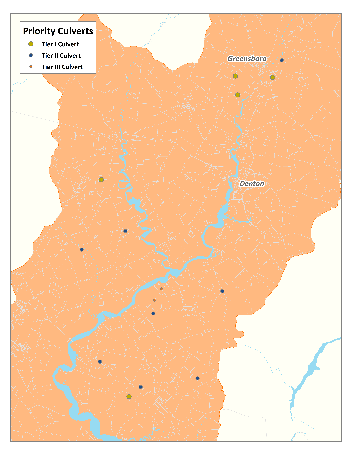 Priority Culverts
Tier I Culvert
Tier II Culvert
Tier III Culvert
Greensboro
Denton